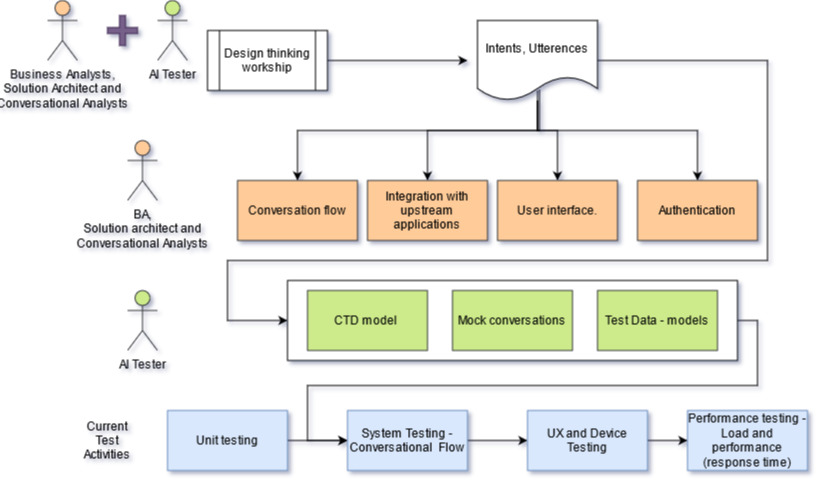 Design thinking
workship
Intents, Utterences
Business Analysts,
Solution Architect and
Conversational Analysts
AI Tester
BA,
Solution architect and
Conversational Analysts
Conversation flow
Integration with
upstream
applications
User interface.
Authentication
AI Tester
CTD model
Mock conversations
Test Data - models
Current
Test
Activities
Unit testing
System Testing -
Conversational Flow
UX and Device
Testing
Performance testing -
Load and
performance
(response time)